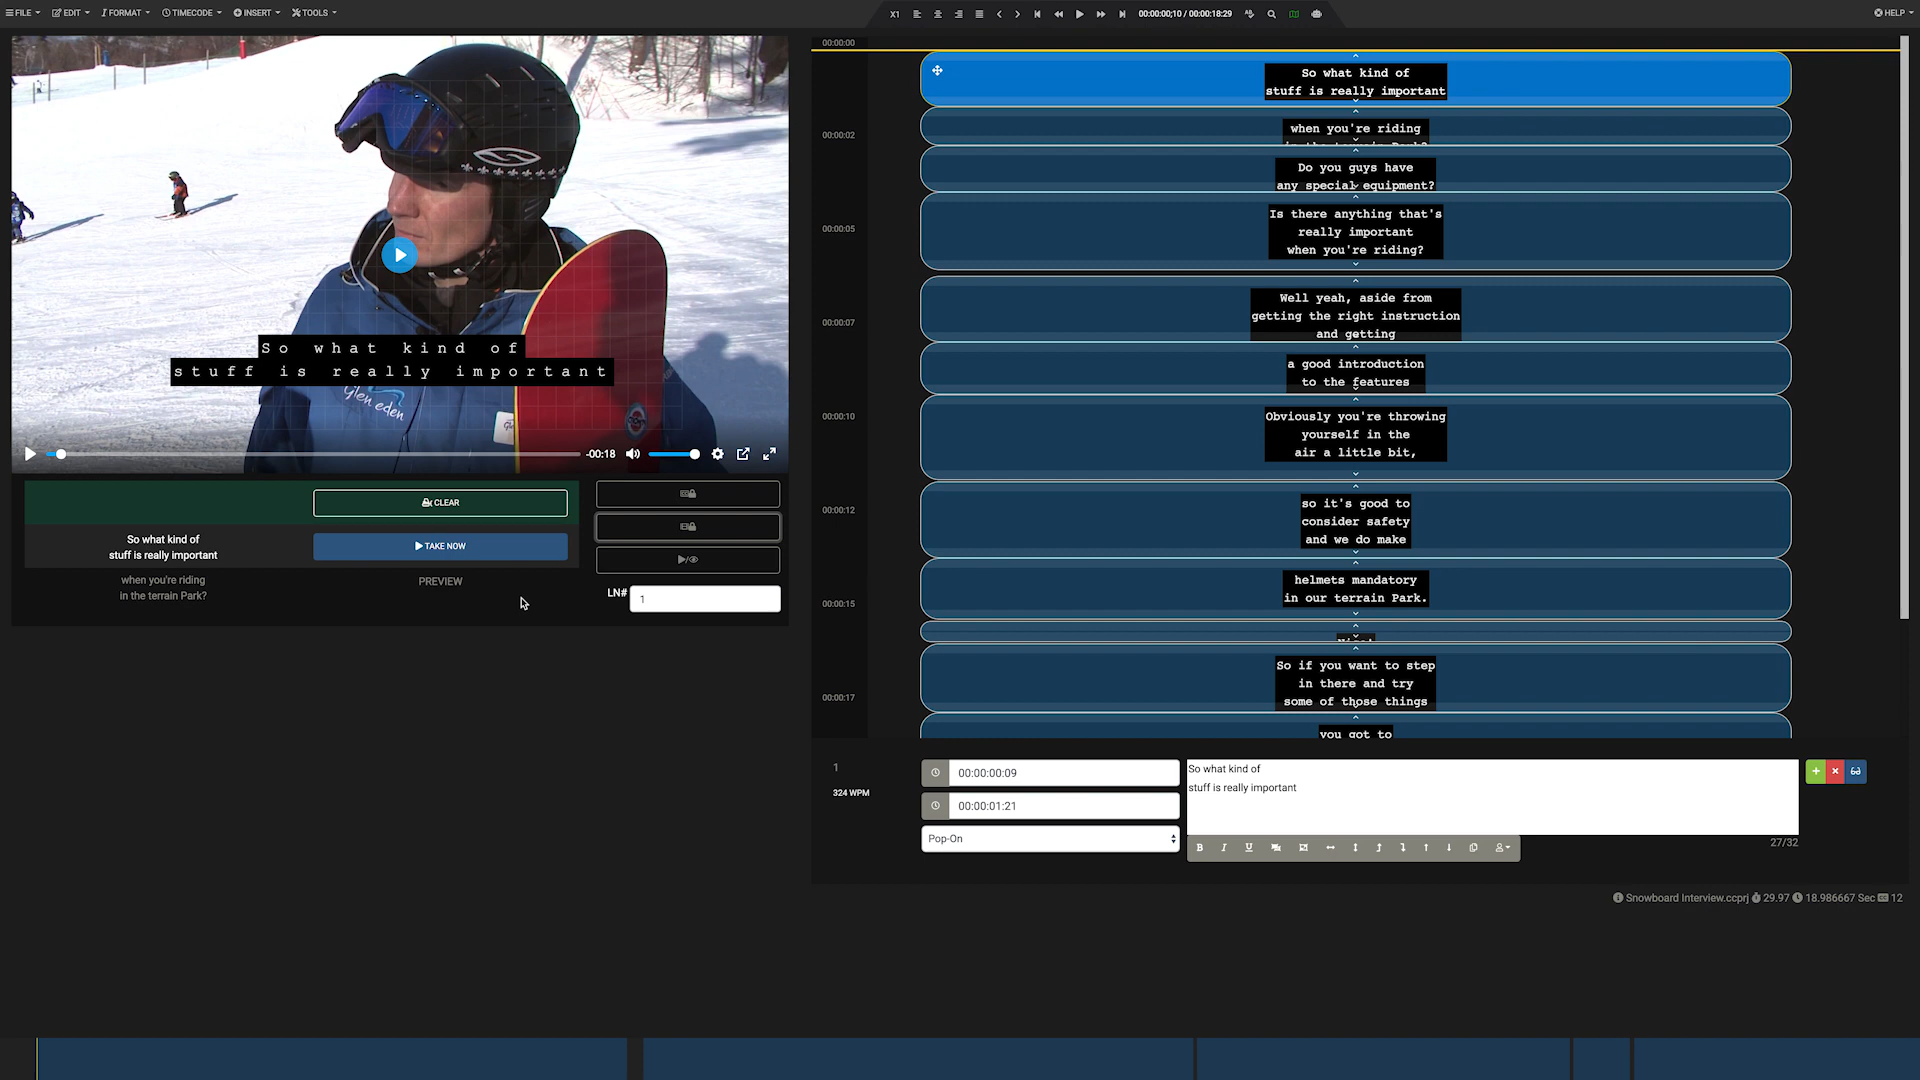 FILE
EDIT
FORMAT
TIMECODE
INSERT
TOOLS
X1
00:00:00;10 / 00:00:18:29
HELP
So what kind of
stuff is really important
Glen eden
-00:18
CLEAR
So what kind of
stuff is really important
TAKE NOW
when you're riding
in the terrain Park?
PREVIEW
LN#
1
00:00:00
So what kind of
stuff is really important
00:00:02
when you're riding
in the terrain Park?
Do you guys have
any special equipment?
00:00:05
Is there anything that's
really important
when you're riding?
00:00:07
Well yeah, aside from
getting the right instruction
and getting
a good introduction
to the features
00:00:10
Obviously you're throwing
yourself in the
air a little bit,
00:00:12
so it's good to
consider safety
and we do make
00:00:15
helmets mandatory
in our terrain Park.
So if you want to step
in there and try
some of those things
00:00:17
you got to
1
324 WPM
00:00:00:09
00:00:01:21
Pop-On
So what kind of
stuff is really important
B I U
27/32
Snowboard Interview.ccprj 29.97 18.986667 Sec 12